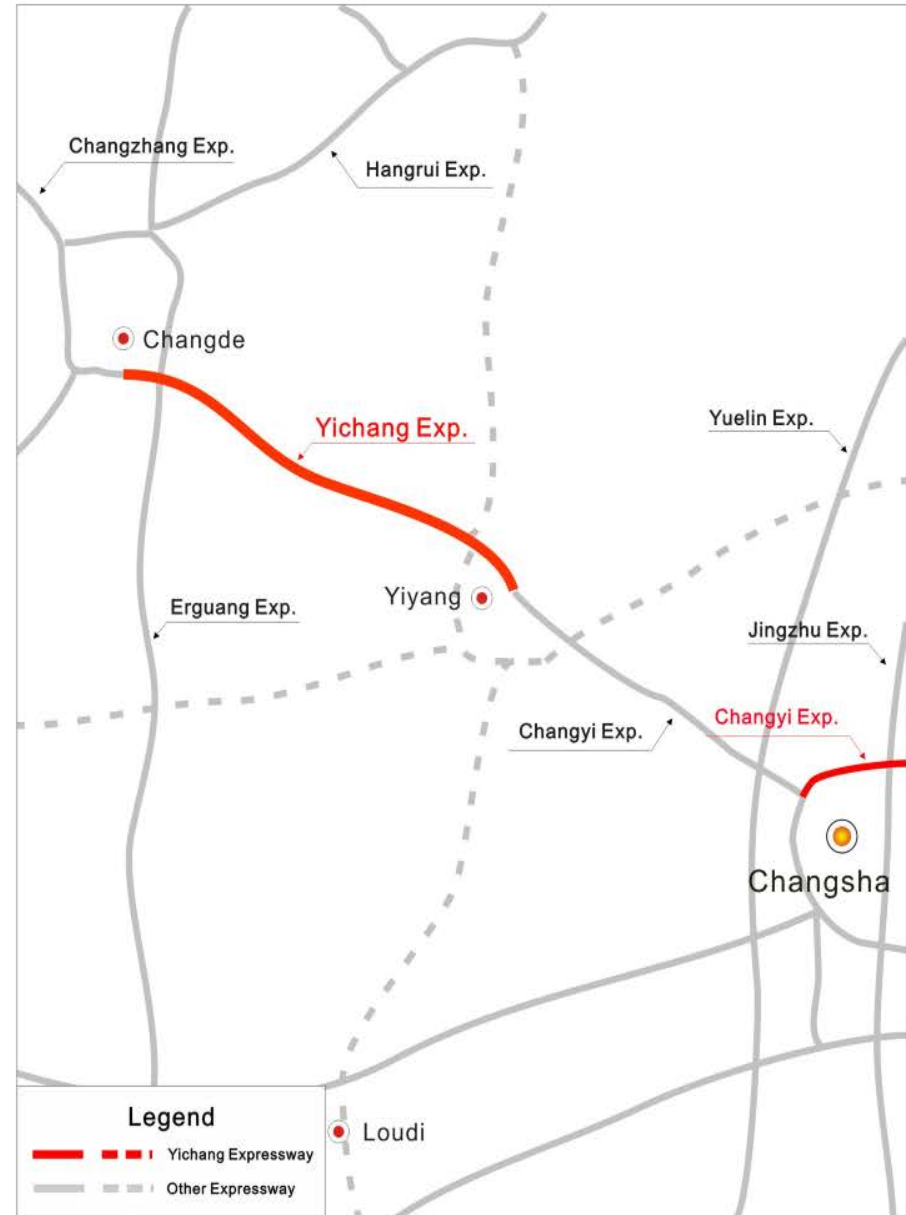 Changzhang Exp.
Hangrui Exp.
Changde
Yichang Exp.
Yuelin Exp.
Yiyang
Erguang Exp.
Jingzhu Exp.
Changyi Exp.
Changyi Exp.
Changsha
Legend
Yichang Expressway
Other Expressway
Loudi